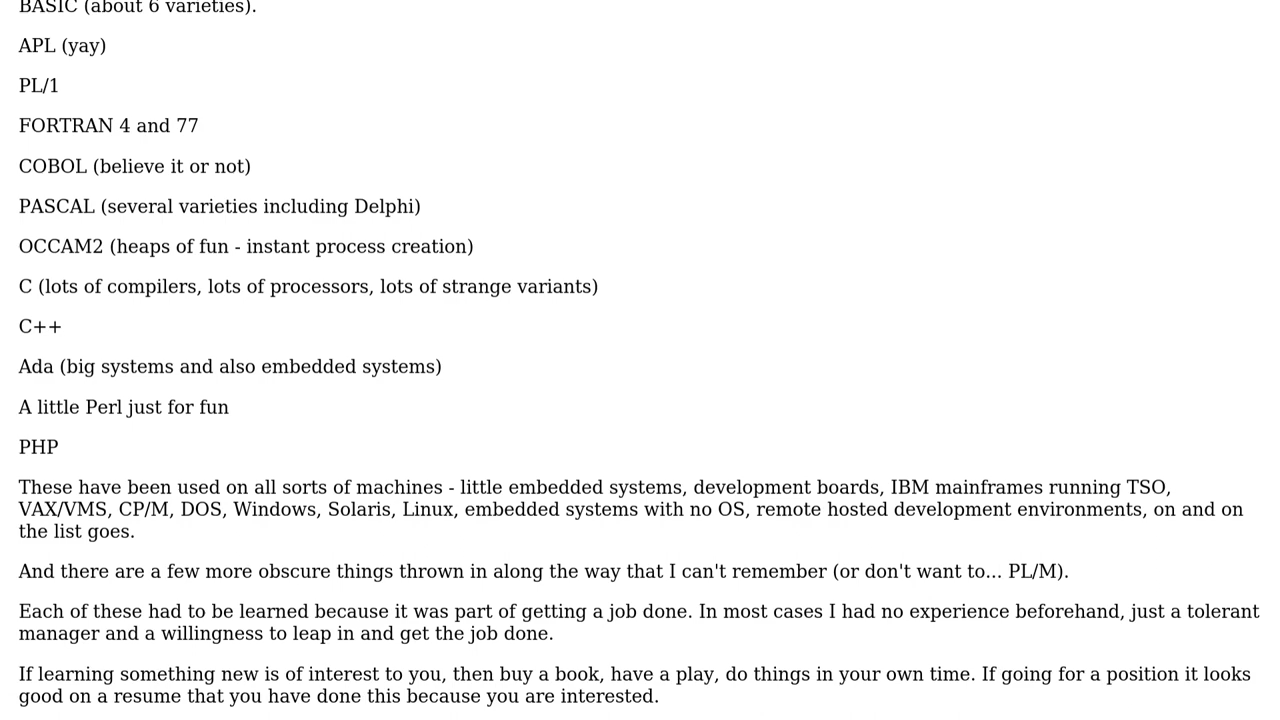 BASIC (about 6 varieties).
APL (yay)
PL/1
FORTRAN 4 and 77
COBOL (believe it or not)
PASCAL (several varieties including Delphi)
OCCAM2 (heaps of fun - instant process creation)
C (lots of compilers, lots of processors, lots of strange variants)
C++
Ada (big systems and also embedded systems)
A little Perl just for fun
PHP
These have been used on all sorts of machines - little embedded systems, development boards, IBM mainframes running TSO,
VAX/VMS, CP/M, DOS, Windows, Solaris, Linux, embedded systems with no OS, remote hosted development environments, on and on
the list goes.
And there are a few more obscure things thrown in along the way that I can't remember (or don't want to... PL/M).
Each of these had to be learned because it was part of getting a job done. In most cases I had no experience beforehand, just a tolerant
manager and a willingness to leap in and get the job done.
If learning something new is of interest to you, then buy a book, have a play, do things in your own time. If going for a position it looks
good on a resume that you have done this because you are interested.